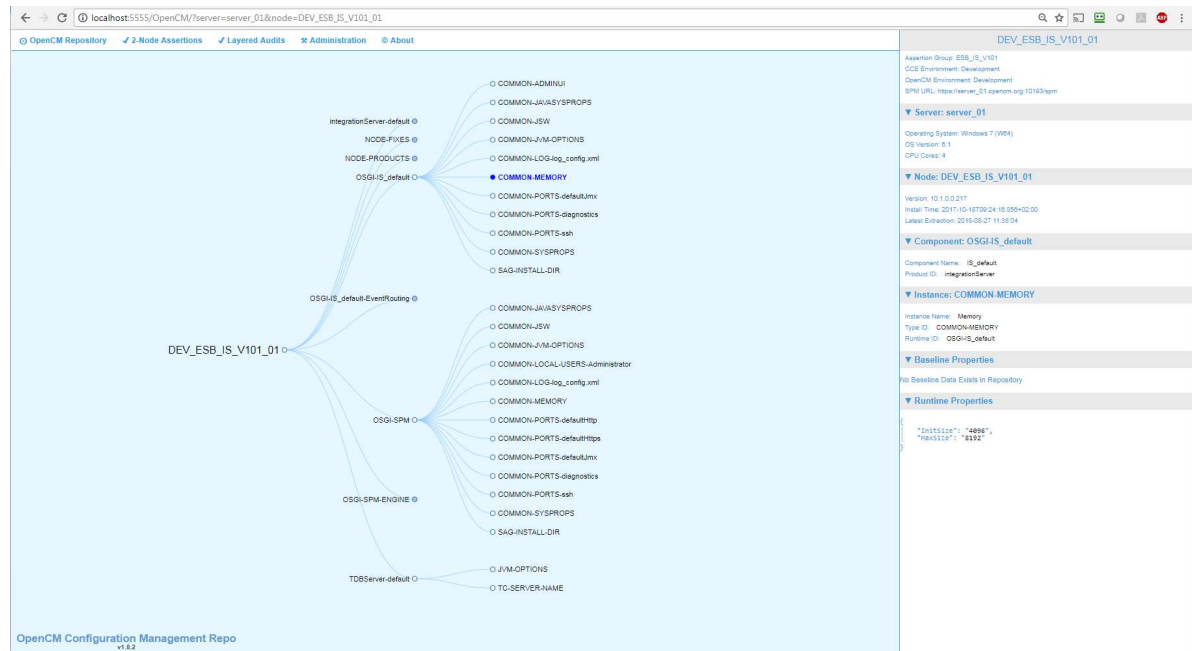 localhost:5555/OpenCM/?server=server_01&node=DEV_ESB_IS_V101_01
OpenCM Repository
2-Node Assertions
Layered Audits
Administration
About
COMMON-ADMINUI
COMMON-JAVASYSPROPS
integrationServer-default
COMMON-JSW
NODE-FIXES
COMMON-JVM-OPTIONS
NODE-PRODUCTS
COMMON-LOG-log_config.xml
OSGI-IS_default
COMMON-MEMORY
COMMON-PORTS-defaultJmx
COMMON-PORTS-diagnostics
COMMON-PORTS-ssh
COMMON-SYSPROPS
SAG-INSTALL-DIR
OSGI-IS_default-EventRouting
COMMON-JAVASYSPROPS
COMMON-JSW
COMMON-JVM-OPTIONS
DEV_ESB_IS_V101_01
COMMON-LOCAL-USERS-Administrator
COMMON-LOG-log_config.xml
COMMON-MEMORY
OSGI-SPM
COMMON-PORTS-defaultHttp
COMMON-PORTS-defaultHttps
COMMON-PORTS-defaultJmx
COMMON-PORTS-diagnostics
OSGI-SPM-ENGINE
COMMON-PORTS-ssh
COMMON-SYSPROPS
SAG-INSTALL-DIR
JVM-OPTIONS
TDBServer-default
TC-SERVER-NAME
OpenCM Configuration Management Repo
v1.8.2
DEV_ESB_IS_V101_01
Assertion Group: ESB_IS_V101
CCE Environment: Development
OpenCM Environment: Development
SPM URL: https://server_01.opencm.org:10193/spm
▼ Server: server_01
Operating System: Windows 7 (W64)
OS Version: 6.1
CPU Cores: 4
▼ Node: DEV_ESB_IS_V101_01
Version: 10.1.0.0.217
Latest Extraction:
▼ Component: OSGI-IS_default
Component Name: IS_default
Product ID: integrationServer
▼ Instance: COMMON-MEMORY
Instance Name: Memory
Type ID: COMMON-MEMORY
Runtime ID: OSGI-IS_default
▼ Baseline Properties
No Baseline Data Exists in Repository
▼ Runtime Properties
{
"InitSize": "4096",
"MaxSize": "8192"
}